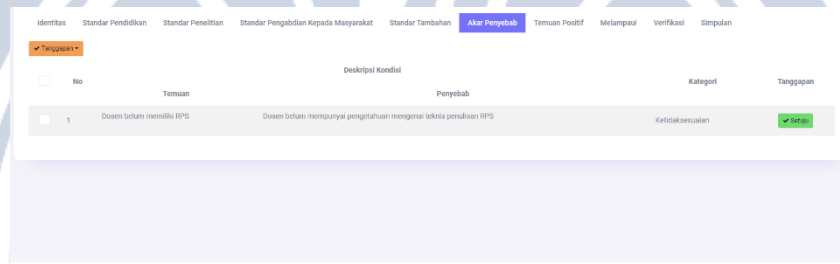 Identitas Standar Pendidikan Standar Penelitian Standar Pengabdian Kepada Masyarakat Standar Tambahan Akar Penyebab Temuan Positif Melampaui Verifikasi Simpulan
Tanggapan
No Deskripsi Kondisi Kategori Tanggapan
Temuan Penyebab
1 Dosen belum memiliki RPS Dosen belum mempunyai pengetahuan mengenai teknis penulisan RPS Ketidaksesuaian Setuju